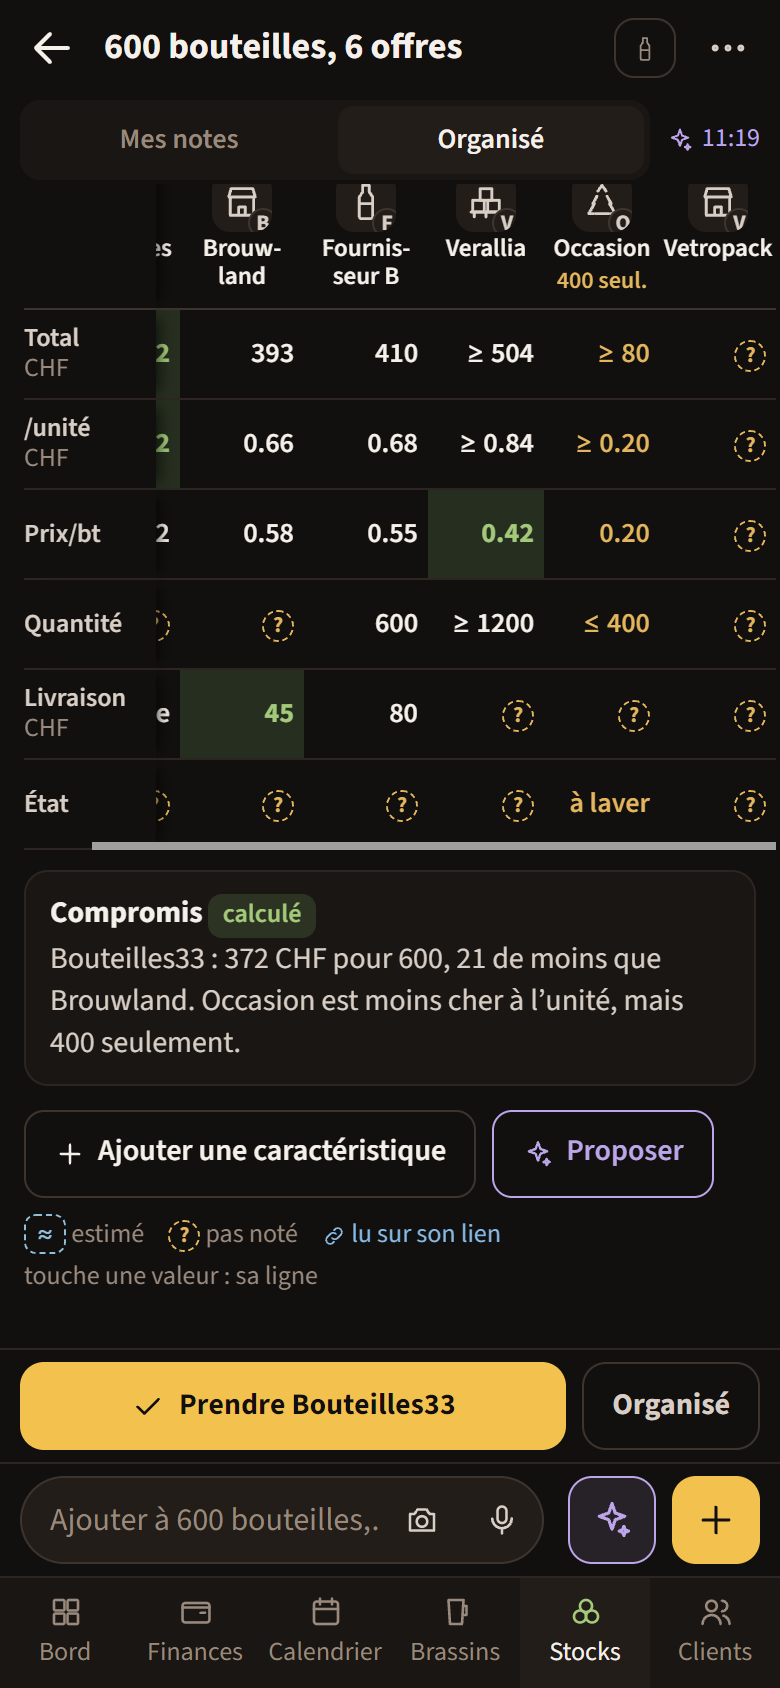 600 bouteilles, 6 offres
Mes notes
Organisé
11:19
es
B
Brouw-
land
F
Fournis-
seur B
V
Verallia
O
Occasion
400 seul.
V
Vetropack
Total
CHF
2
393
410
≥ 504
≥ 80
?
/unité
CHF
2
0.66
0.68
≥ 0.84
≥ 0.20
?
Prix/bt
2
0.58
0.55
0.42
0.20
?
Quantité
?
?
600
≥ 1200
≤ 400
?
Livraison
CHF
e
45
80
?
?
?
État
?
?
?
?
à laver
?
Compromis calculé
Bouteilles33 : 372 CHF pour 600, 21 de moins que
Brouwland. Occasion est moins cher à l’unité, mais
400 seulement.
+ Ajouter une caractéristique
Proposer
≈ estimé ? pas noté lu sur son lien
touche une valeur : sa ligne
Prendre Bouteilles33
Organisé
Ajouter à 600 bouteilles,.
Bord
Finances
Calendrier
Brassins
Stocks
Clients